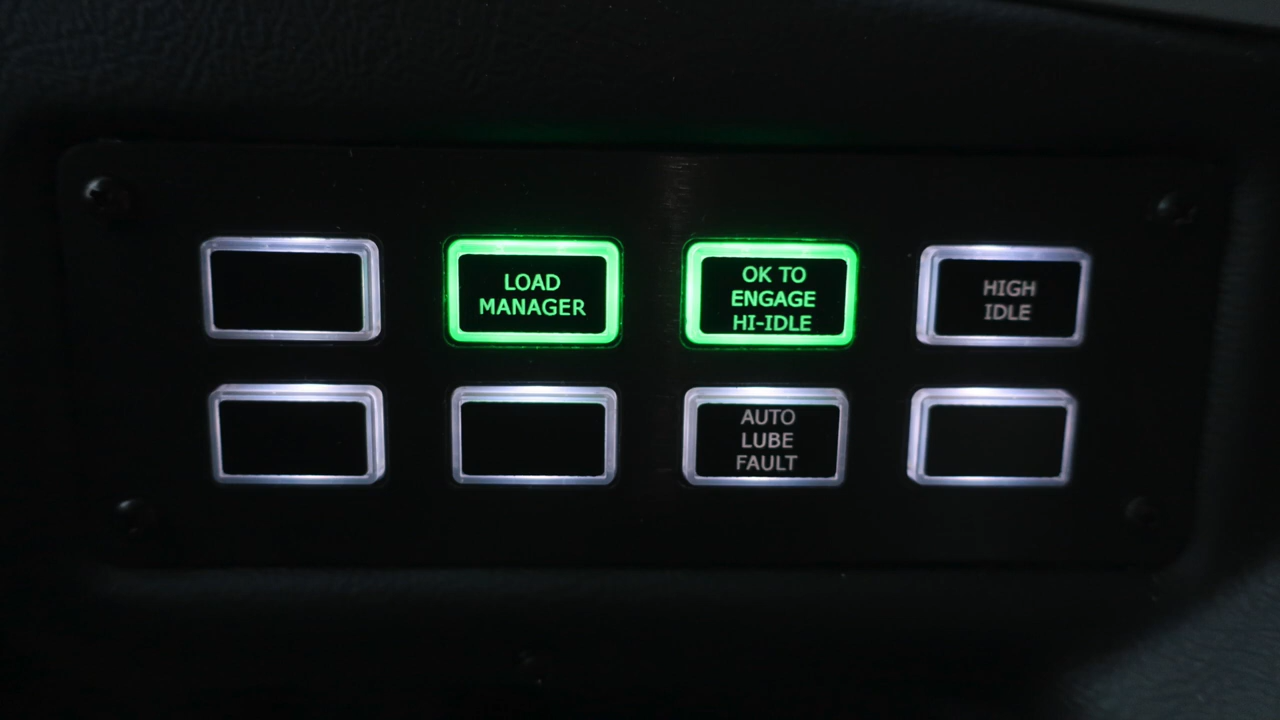 LOAD
MANAGER
OK TO
ENGAGE
HI-IDLE
HIGH
IDLE
AUTO
LUBE
FAULT